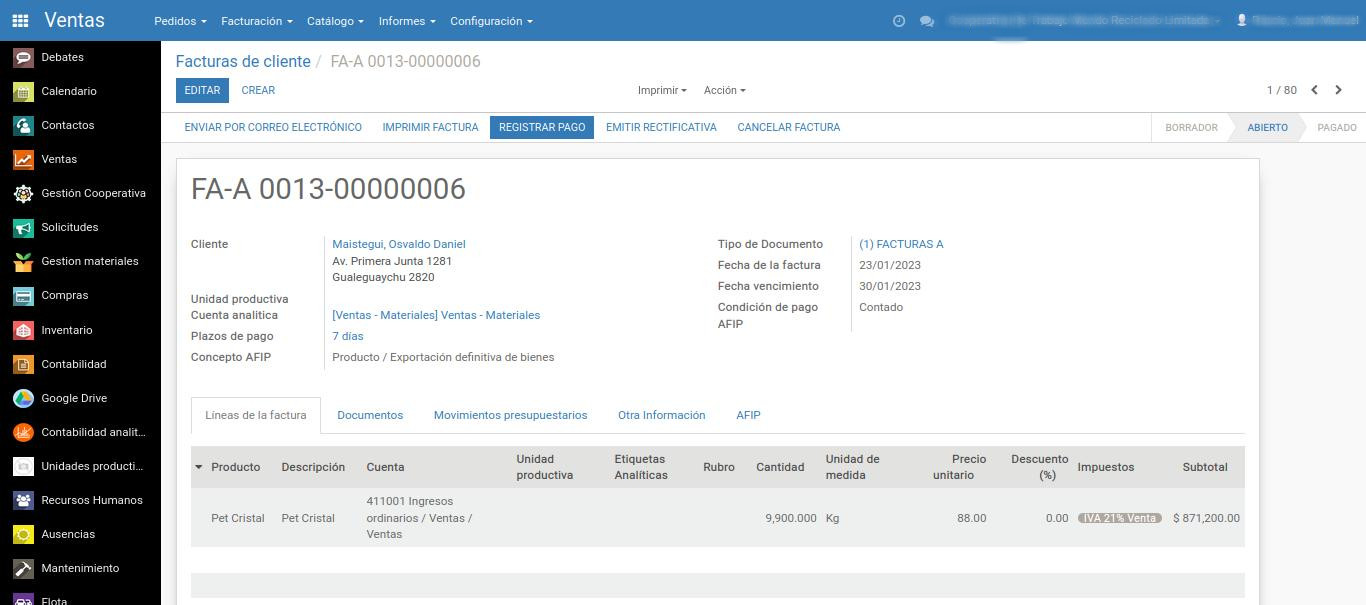 Ventas Pedidos Facturación Catálogo Informes Configuración
Debates
Calendario
Contactos
Ventas
Gestión Cooperativa
Solicitudes
Gestion materiales
Compras
Inventario
Contabilidad
Google Drive
Contabilidad analit...
Unidades producti...
Recursos Humanos
Ausencias
Mantenimiento
Flota
Facturas de cliente / FA-A 0013-00000006
EDITAR CREAR Imprimir Acción 1 / 80
ENVIAR POR CORREO ELECTRÓNICO IMPRIMIR FACTURA REGISTRAR PAGO EMITIR RECTIFICATIVA CANCELAR FACTURA BORRADOR ABIERTO PAGADO
FA-A 0013-00000006
Cliente Maistegui, Osvaldo Daniel
Av. Primera Junta 1281
Gualeguaychu 2820
Unidad productiva
Cuenta analitica [Ventas - Materiales] Ventas - Materiales
Plazos de pago 7 días
Concepto AFIP Producto / Exportación definitiva de bienes
Tipo de Documento (1) FACTURAS A
Fecha de la factura 23/01/2023
Fecha vencimiento 30/01/2023
Condición de pago Contado
AFIP
Líneas de la factura Documentos Movimientos presupuestarios Otra Información AFIP
Producto Descripción Cuenta Unidad productiva Etiquetas Analíticas Rubro Cantidad Unidad de medida Precio unitario Descuento (%) Impuestos Subtotal
Pet Cristal Pet Cristal 411001 Ingresos ordinarios / Ventas / Ventas 9,900.000 Kg 88.00 0.00 IVA 21% Venta $ 871,200.00